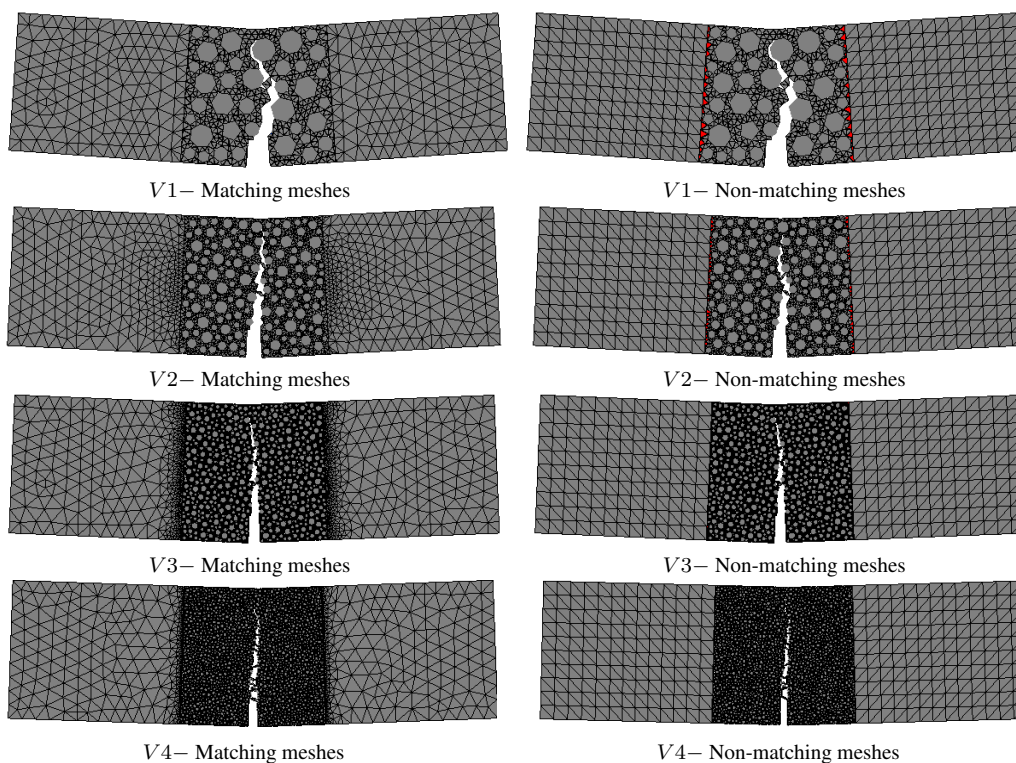 V1− Matching meshes
V1− Non-matching meshes
V2− Matching meshes
V2− Non-matching meshes
V3− Matching meshes
V3− Non-matching meshes
V4− Matching meshes
V4− Non-matching meshes